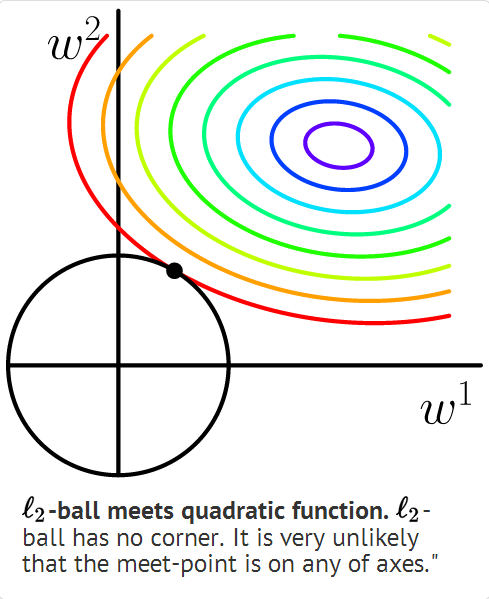 w²
w¹
ℓ₂-ball meets quadratic function. ℓ₂-
ball has no corner. It is very unlikely
that the meet-point is on any of axes."